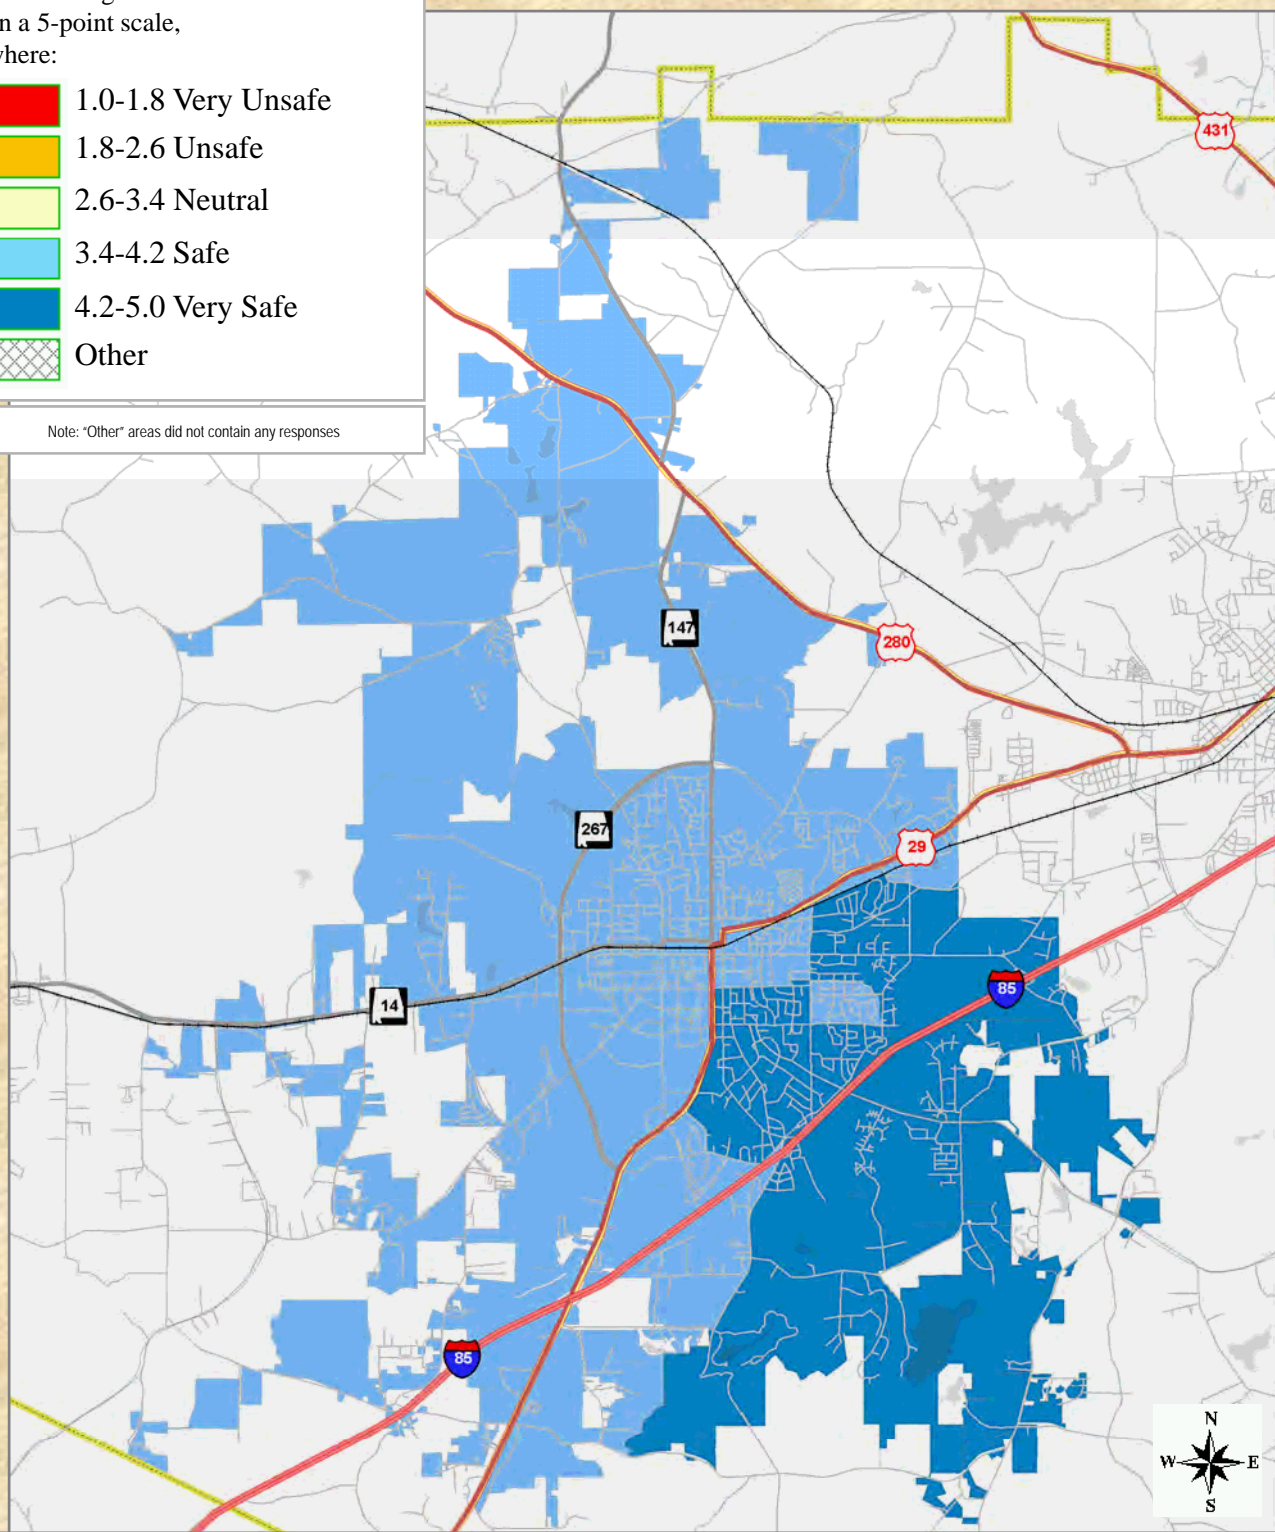 n a 5-point scale,
where:
1.0-1.8 Very Unsafe
1.8-2.6 Unsafe
2.6-3.4 Neutral
3.4-4.2 Safe
4.2-5.0 Very Safe
Other
Note: "Other" areas did not contain any responses
431
147
280
267
29
85
14
85
N
W E
S